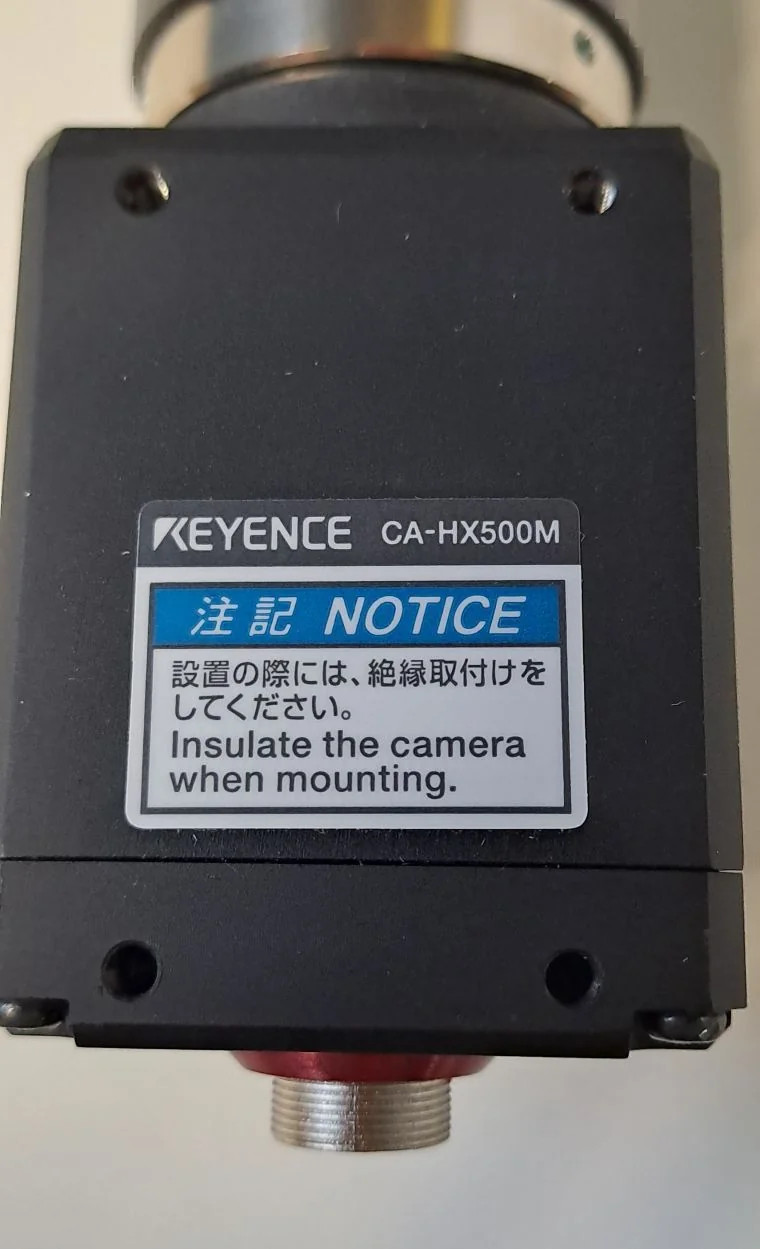 KEYENCE CA-HX500M
注記 NOTICE
設置の際には、絶縁取付けを
してください。
Insulate the camera
when mounting.